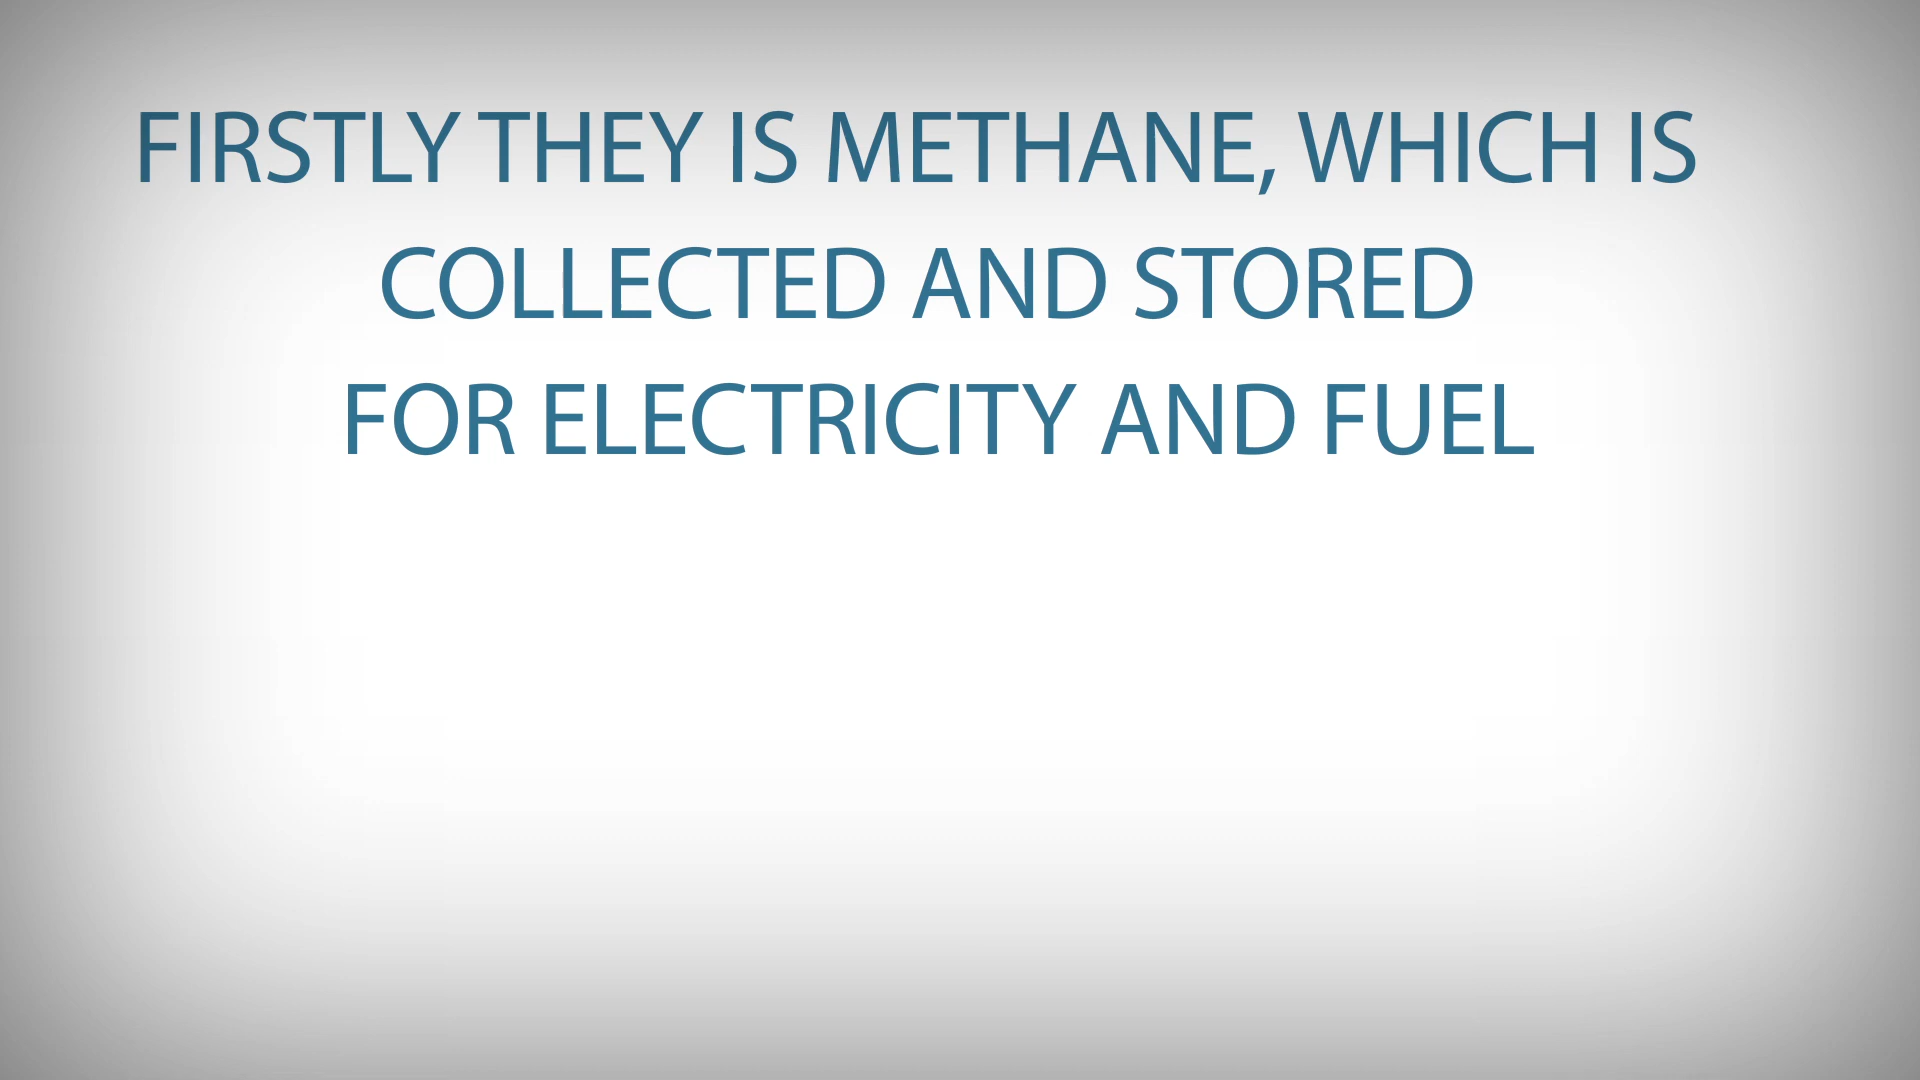 FIRSTLY THEY IS METHANE, WHICH IS
COLLECTED AND STORED
FOR ELECTRICITY AND FUEL